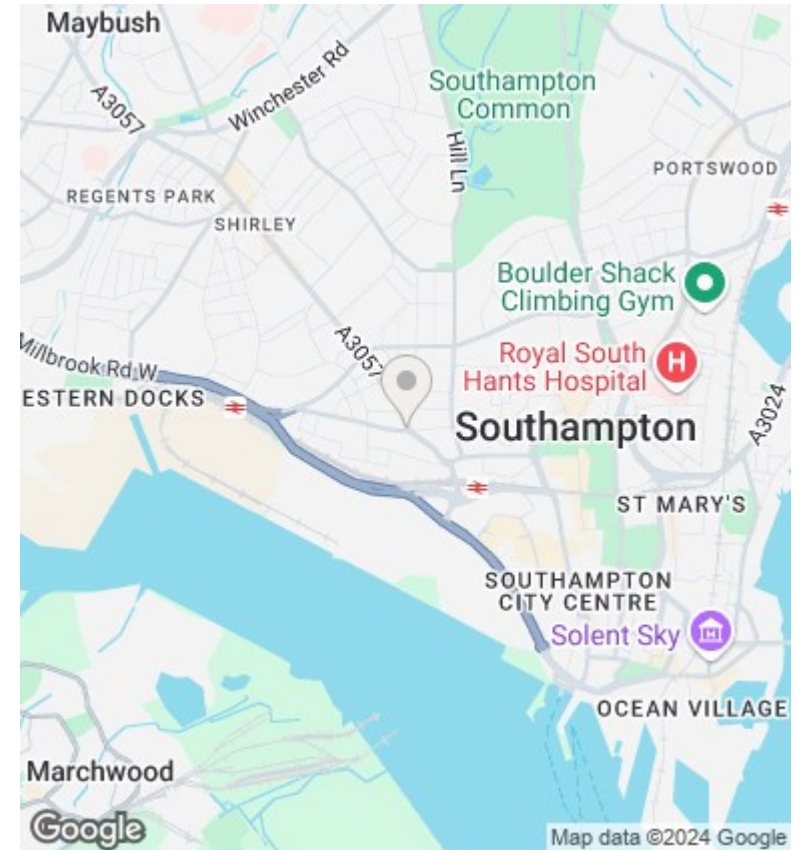 Maybush
A3057
Winchester Rd
Southampton
Common
Hill Ln
PORTSWOOD
REGENTS PARK
SHIRLEY
Boulder Shack
Climbing Gym
Millbrook Rd W
A3057
Royal South
Hants Hospital
H
ESTERN DOCKS
Southampton
A3024
ST MARY'S
SOUTHAMPTON
CITY CENTRE
Solent Sky
OCEAN VILLAGE
Marchwood
Google
Map data ©2024 Google